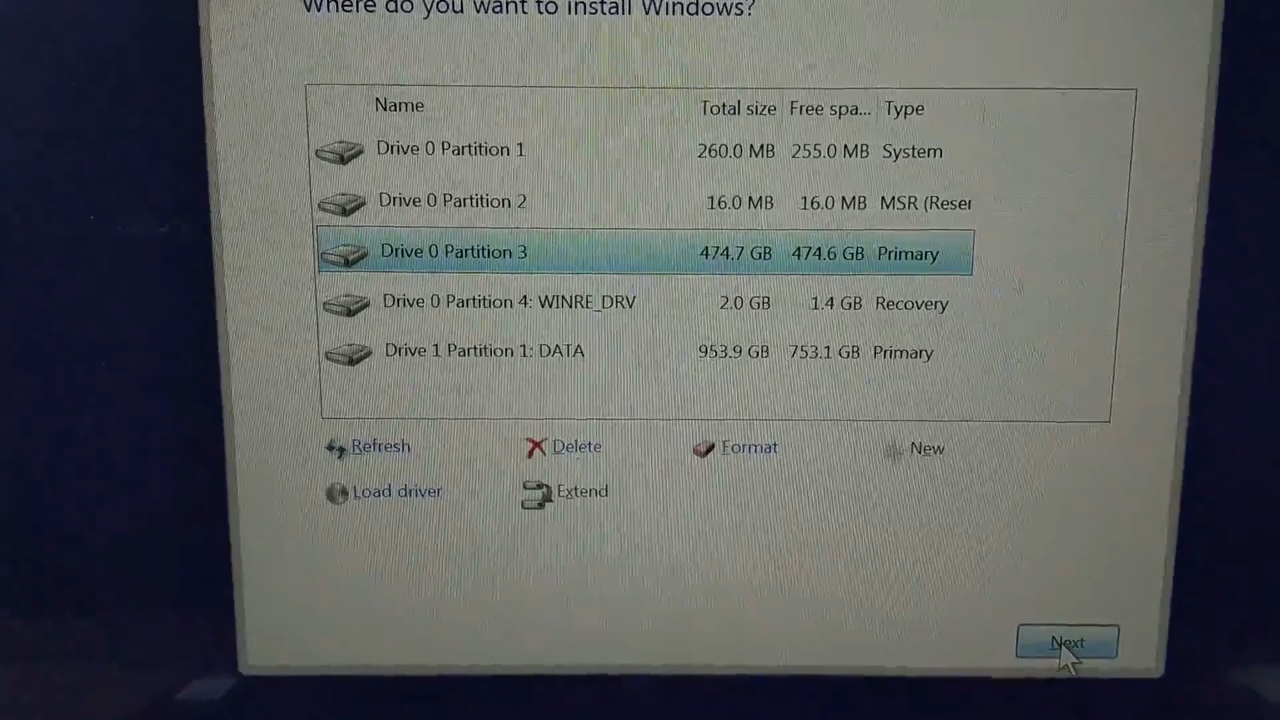 Where do you want to install Windows?
Name Total size Free spa... Type
Drive 0 Partition 1 260.0 MB 255.0 MB System
Drive 0 Partition 2 16.0 MB 16.0 MB MSR (Reser
Drive 0 Partition 3 474.7 GB 474.6 GB Primary
Drive 0 Partition 4: WINRE_DRV 2.0 GB 1.4 GB Recovery
Drive 1 Partition 1: DATA 953.9 GB 753.1 GB Primary
Refresh Delete Format New
Load driver Extend
Next